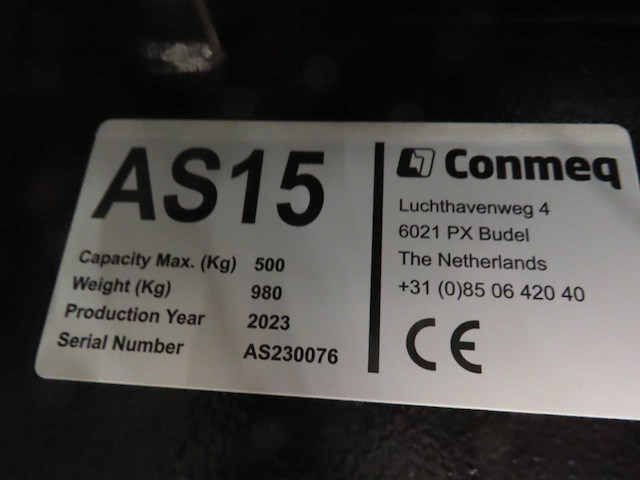 AS15
Capacity Max. (Kg) 500
Weight (Kg) 980
Production Year 2023
Serial Number AS230076
Conmeq
Luchthavenweg 4
6021 PX Budel
The Netherlands
+31 (0)85 06 420 40
CE